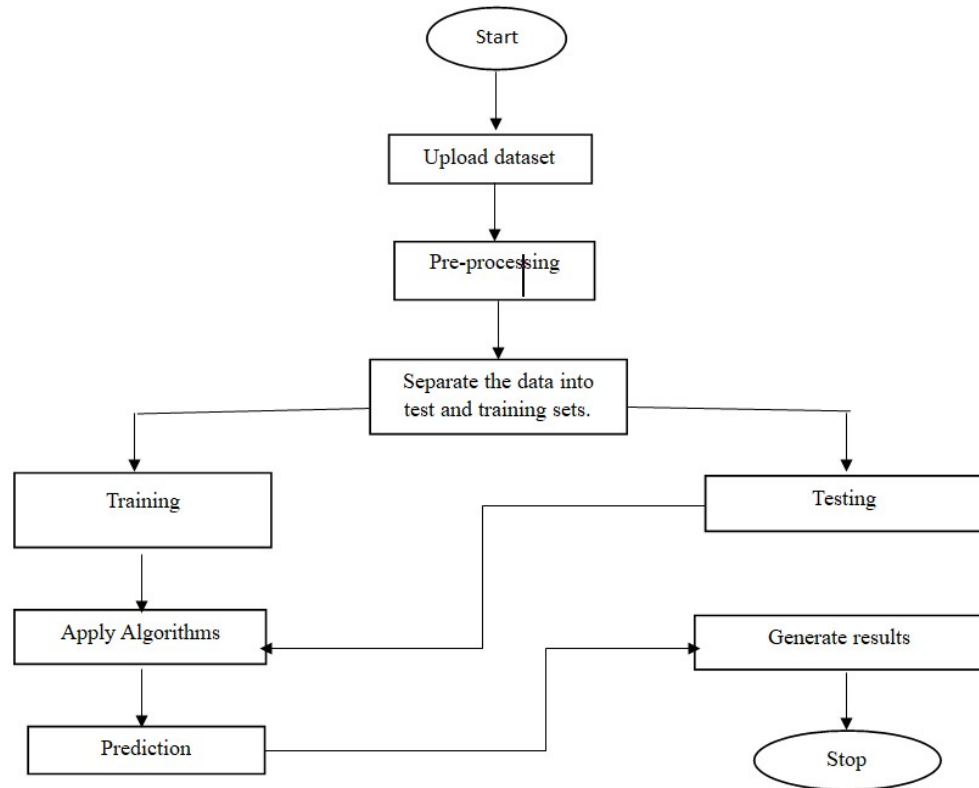 Start
Upload dataset
Pre-processing
Separate the data into
test and training sets.
Training
Testing
Apply Algorithms
Generate results
Prediction
Stop